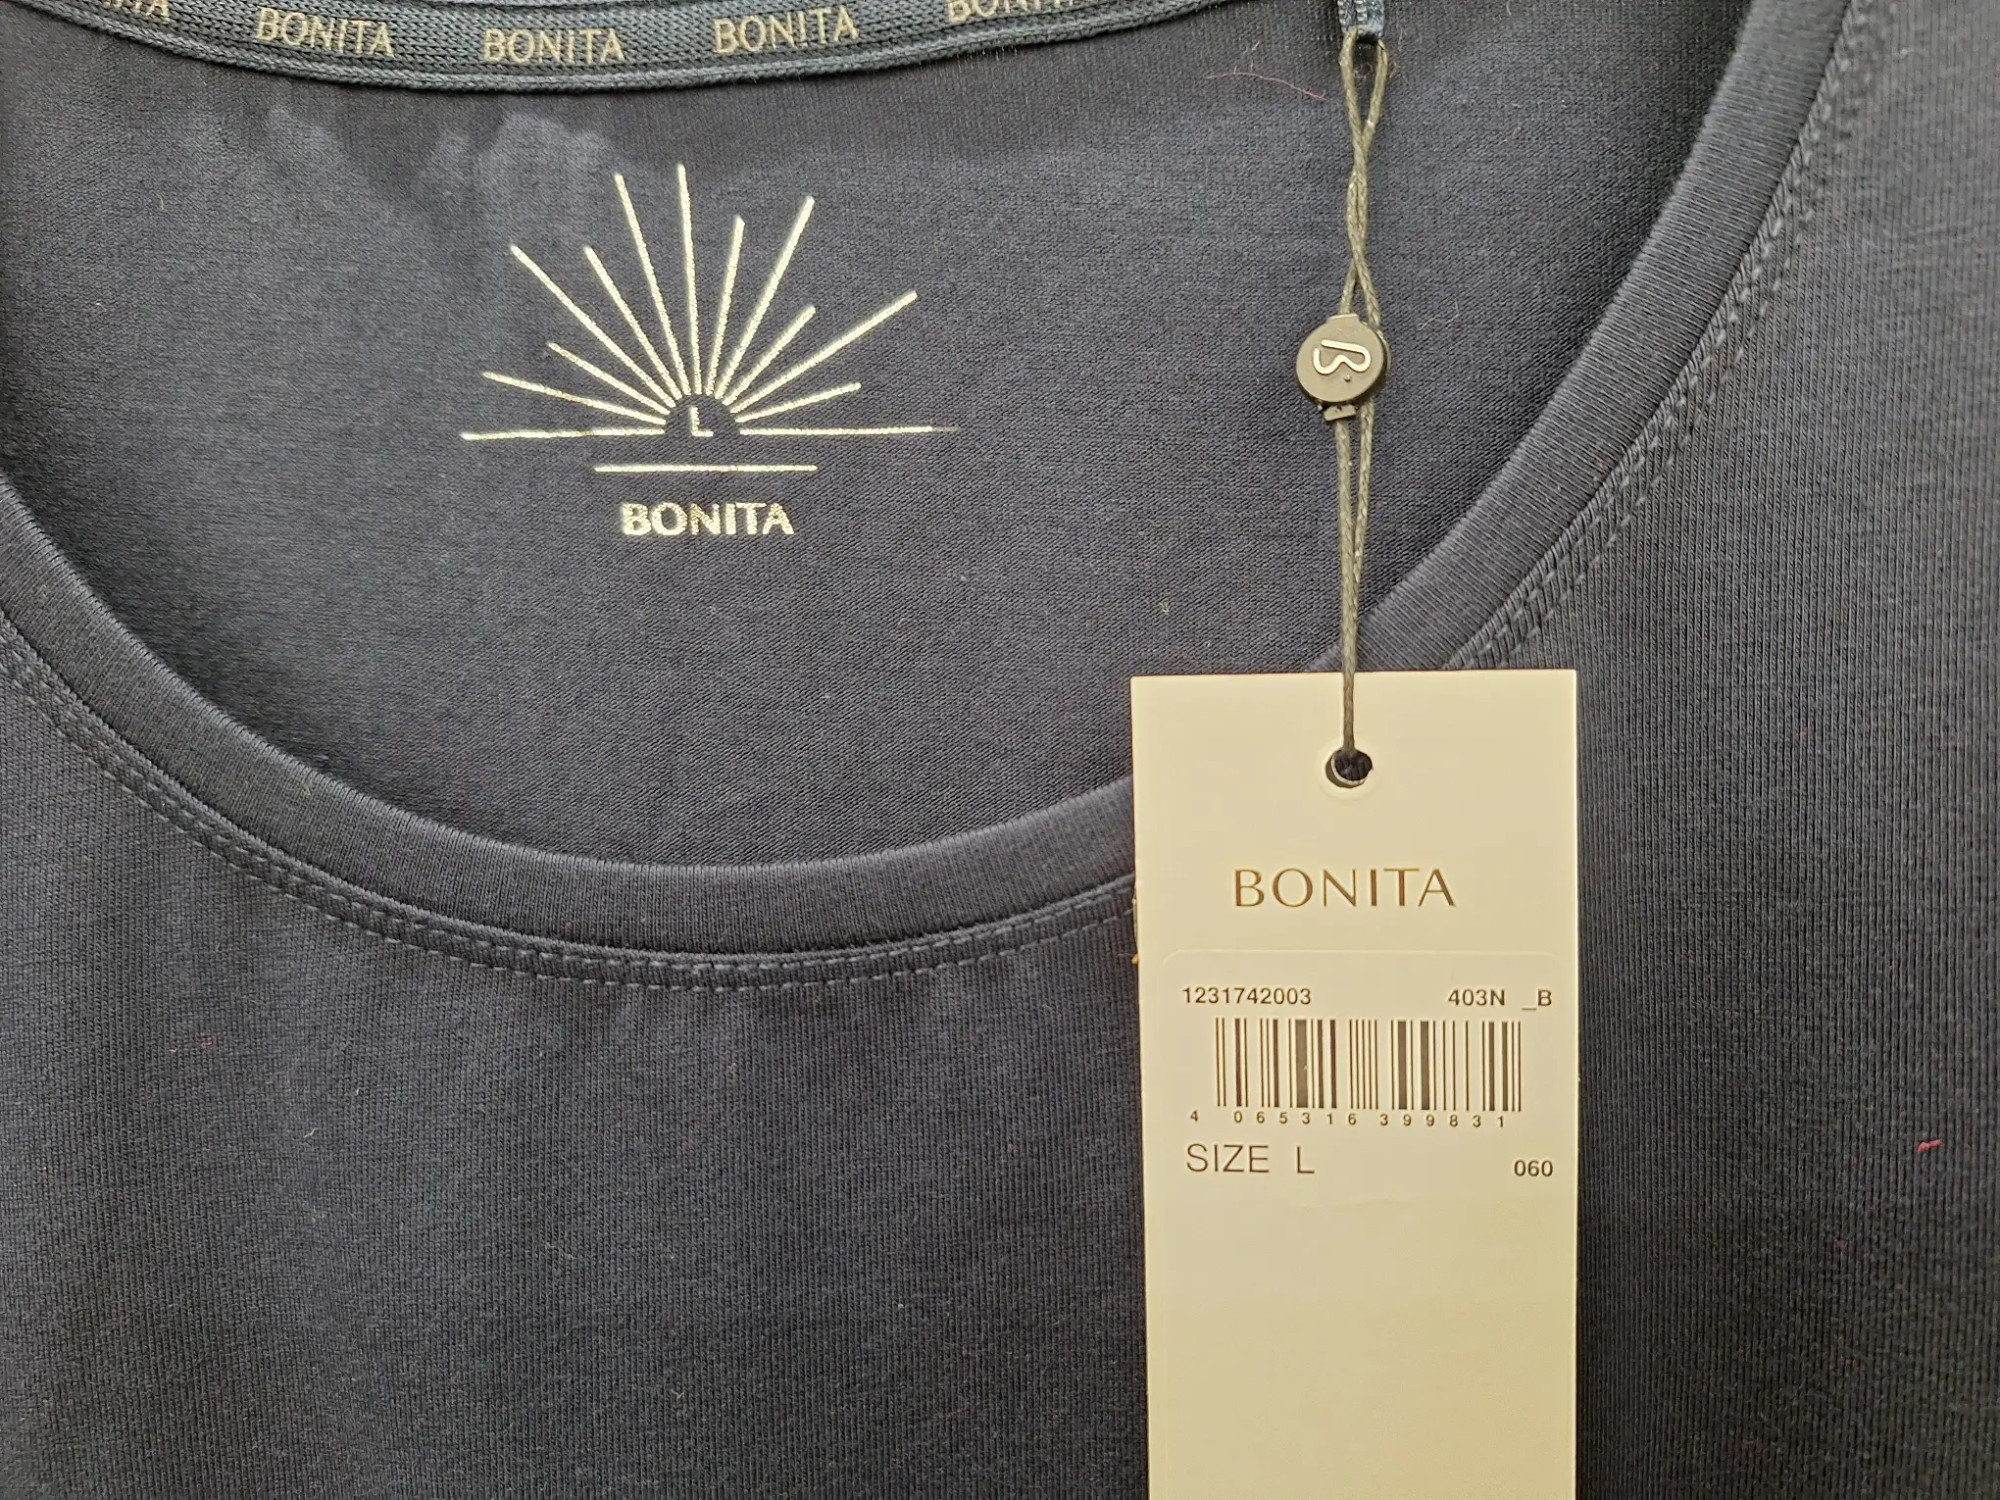 BONITA BONITA BONITA BONITA
L
BONITA
B
BONITA
1231742003 403N _B
4 065316 399831
SIZE L 060